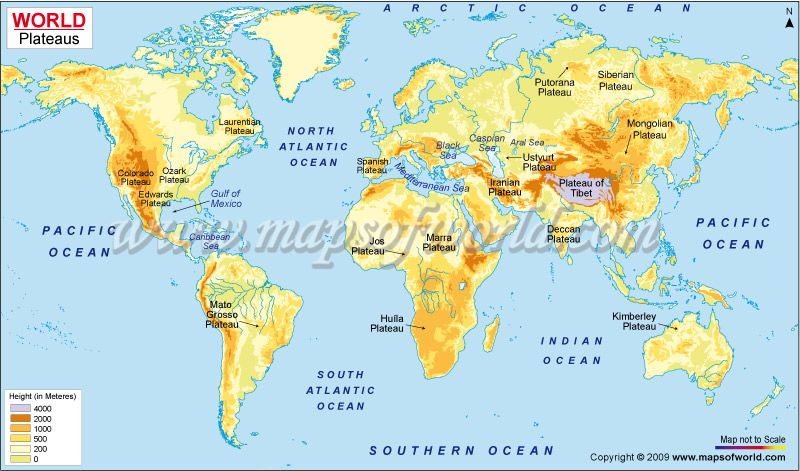 WORLD
Plateaus
ARCTIC OCEAN
N
Putorana
Plateau
Siberian
Plateau
Laurentian
Plateau
Mongolian
Plateau
NORTH
ATLANTIC
OCEAN
Black
Sea
Caspian
Sea
Aral Sea
Ustyurt
Plateau
Spanish
Plateau
Mediterranean Sea
Colorado
Plateau
Ozark
Plateau
Edwards
Plateau
Iranian
Plateau
Plateau of
Tibet
Gulf of
Mexico
PACIFIC
OCEAN
Caribbean
Sea
www.mapsofworld.com
Jos
Plateau
Marra
Plateau
Deccan
Plateau
PACIFIC
OCEAN
Mato
Grosso
Plateau
Huíla
Plateau
Kimberley
Plateau
INDIAN
OCEAN
SOUTH
ATLANTIC
OCEAN
Height (in Meteres)
4000
2000
1000
500
200
0
SOUTHERN OCEAN
Map not to Scale
Copyright © 2009 www.mapsofworld.com